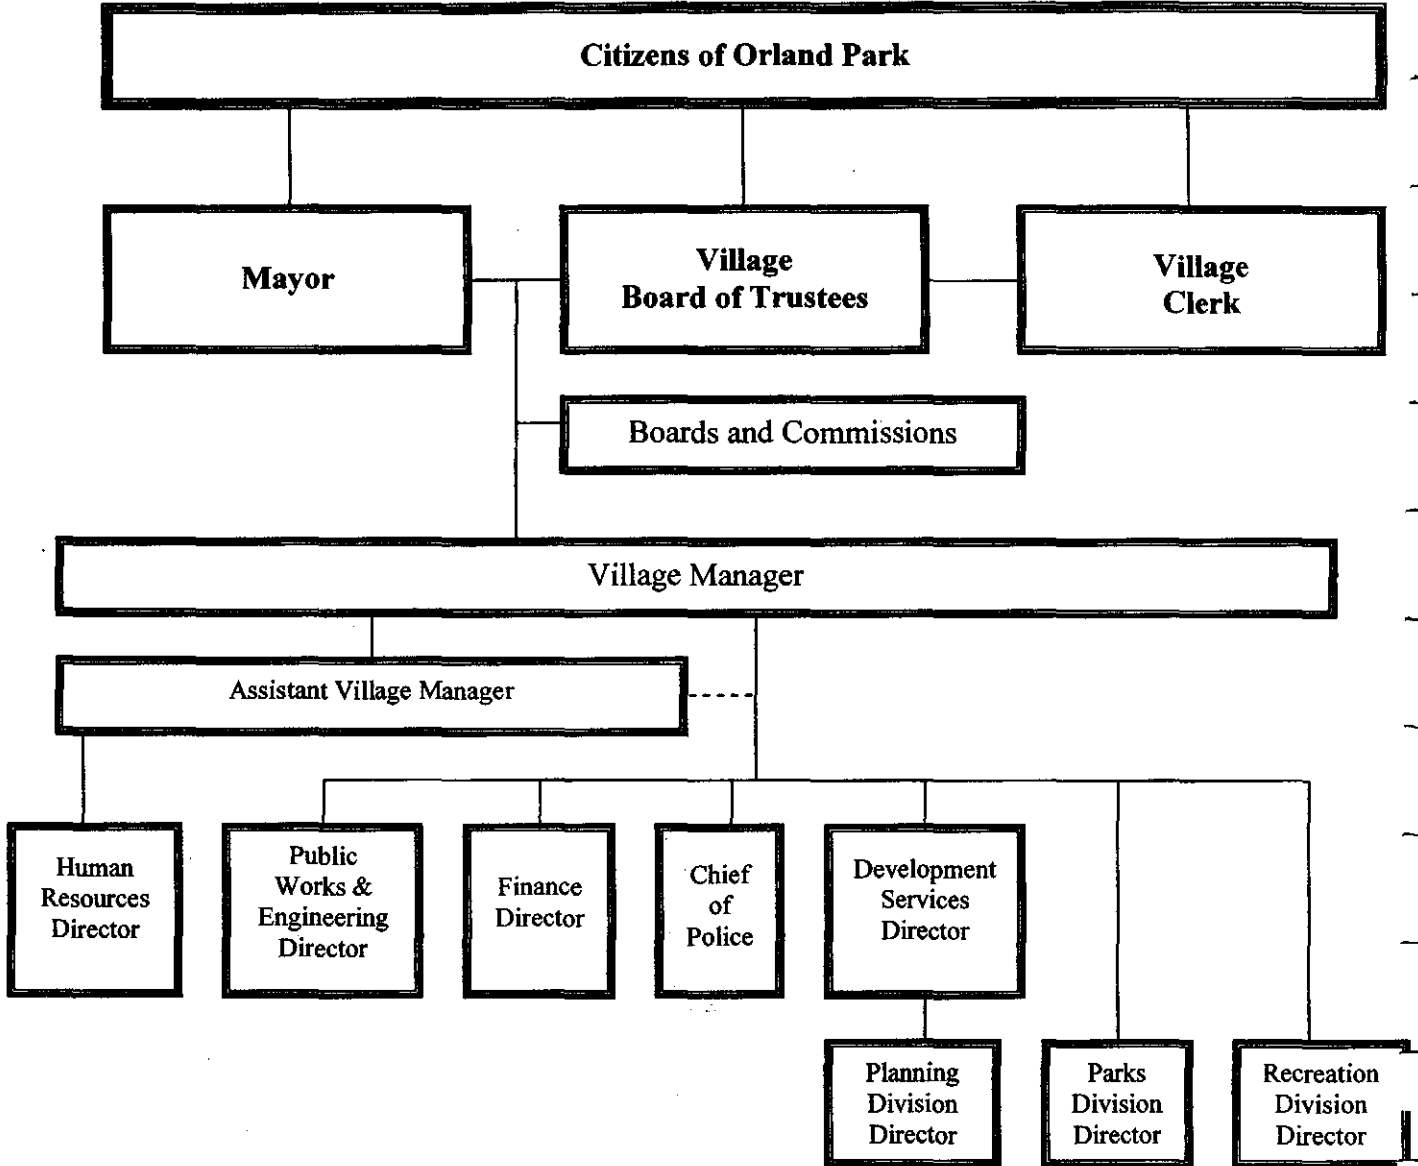 Citizens of Orland Park
Mayor
Village
Board of Trustees
Village
Clerk
Boards and Commissions
Village Manager
Assistant Village Manager
Human
Resources
Director
Public
Works &
Engineering
Director
Finance
Director
Chief
of
Police
Development
Services
Director
Planning
Division
Director
Parks
Division
Director
Recreation
Division
Director